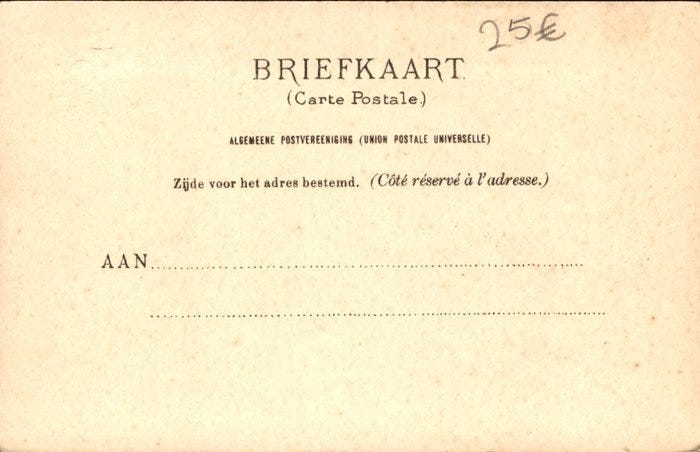 25€
BRIEFKAART.
(Carte Postale.)
ALGEMEENE POSTVEREENIGING (UNION POSTALE UNIVERSELLE)
Zijde voor het adres bestemd. (Côté réservé à l'adresse.)
AAN